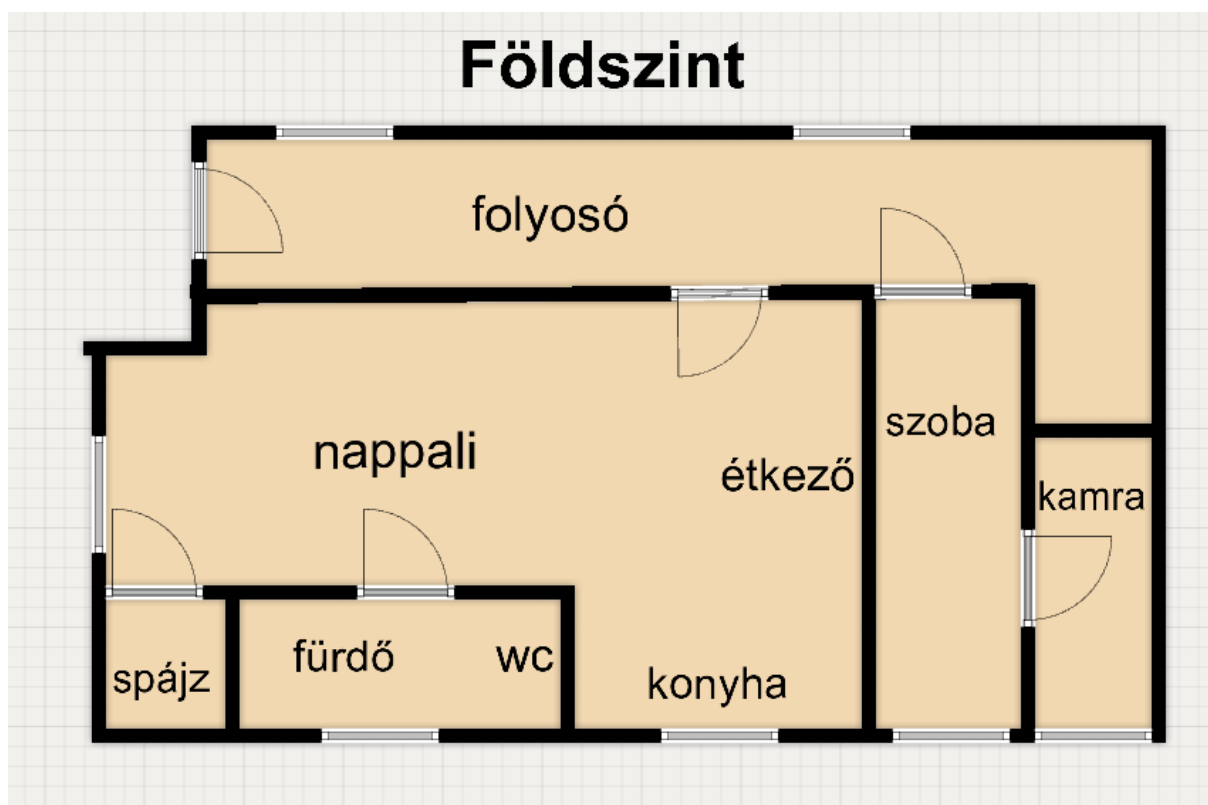 Földszint
folyosó
szoba
nappali
étkező
kamra
spájz
fürdő
wc
konyha